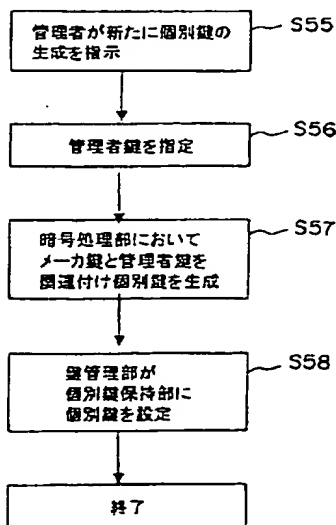 管理者が新たに個別鍵の
生成を指示
S55
管理者鍵を指定
S56
暗号処理部において
メーカ鍵と管理者鍵を
関連付け個別鍵を生成
S57
鍵管理部が
個別鍵保持部に
個別鍵を設定
S58
終了